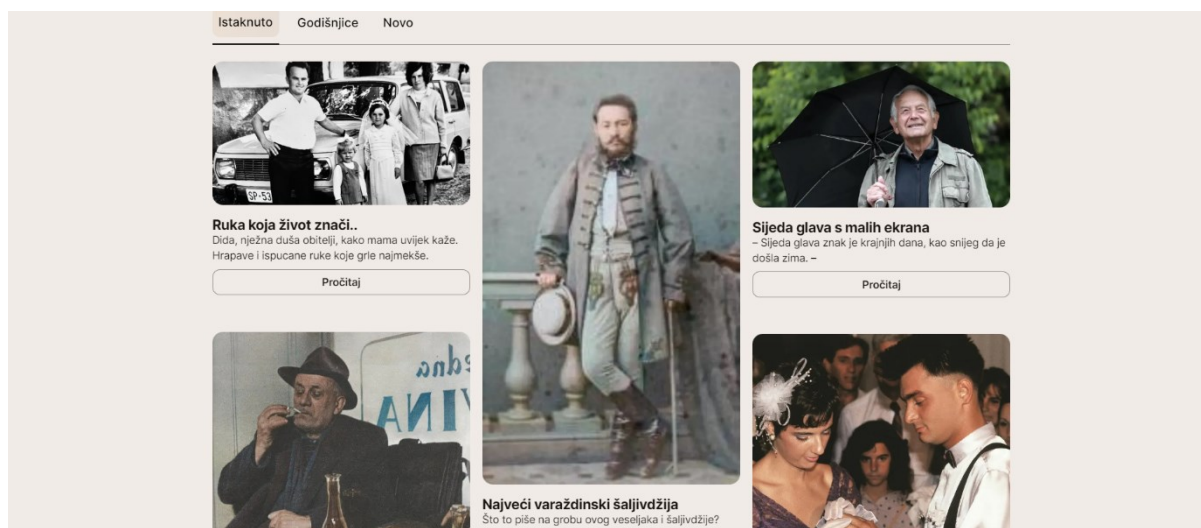 Istaknuto Godišnjice Novo
SP-53
Ruka koja život znači..
Dida, nježna duša obitelji, kako mama uvijek kaže.
Hrapave i ispucane ruke koje grle najmekše.
Pročitaj
Najveći varaždinski šaljivdžija
Što to piše na grobu ovog veseljaka i šaljivdžije?
Sijeda glava s malih ekrana
– Sijeda glava znak je krajnjih dana, kao snijeg da je
došla zima. –
Pročitaj